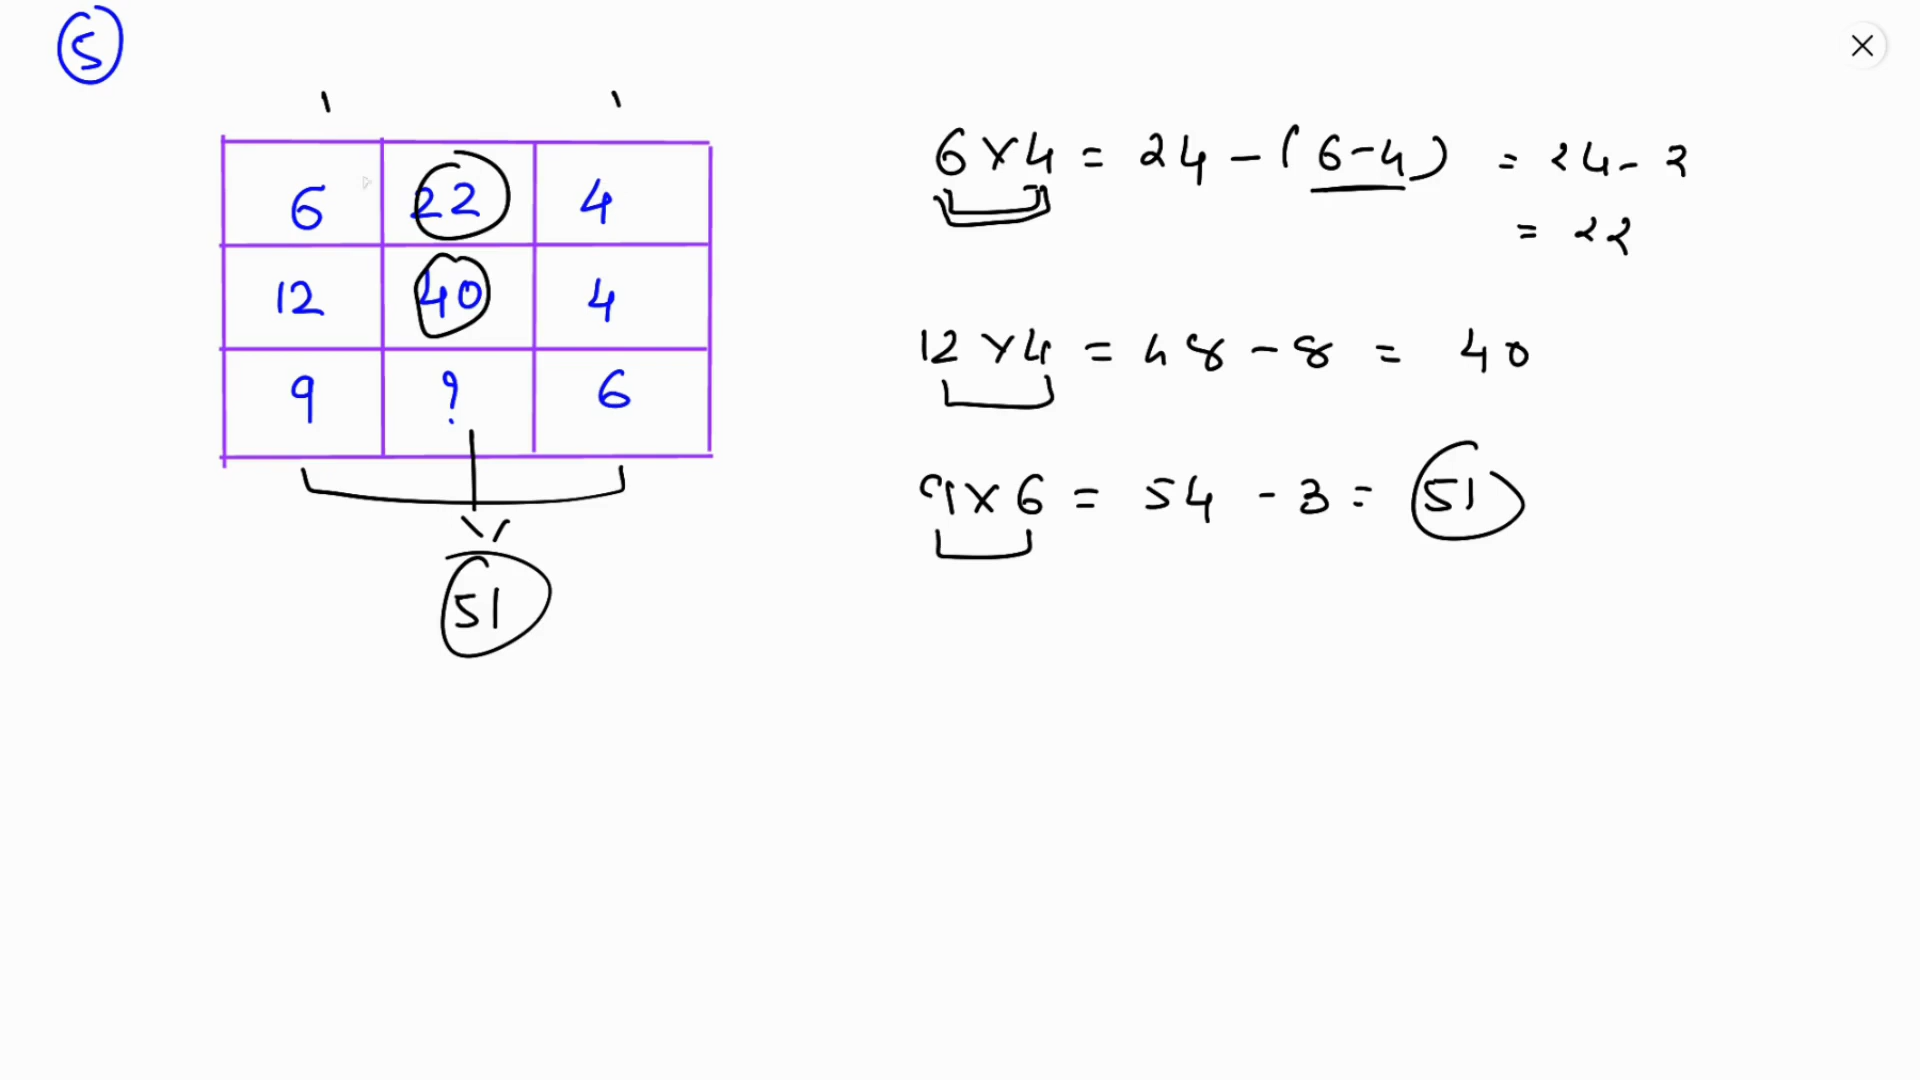 5
6 22 4
12 40 4
9 ? 6
51
6 × 4 = 24 - (6-4) = 24 - 2
= 22
12 × 4 = 48 - 8 = 40
9 × 6 = 54 - 3 = 51